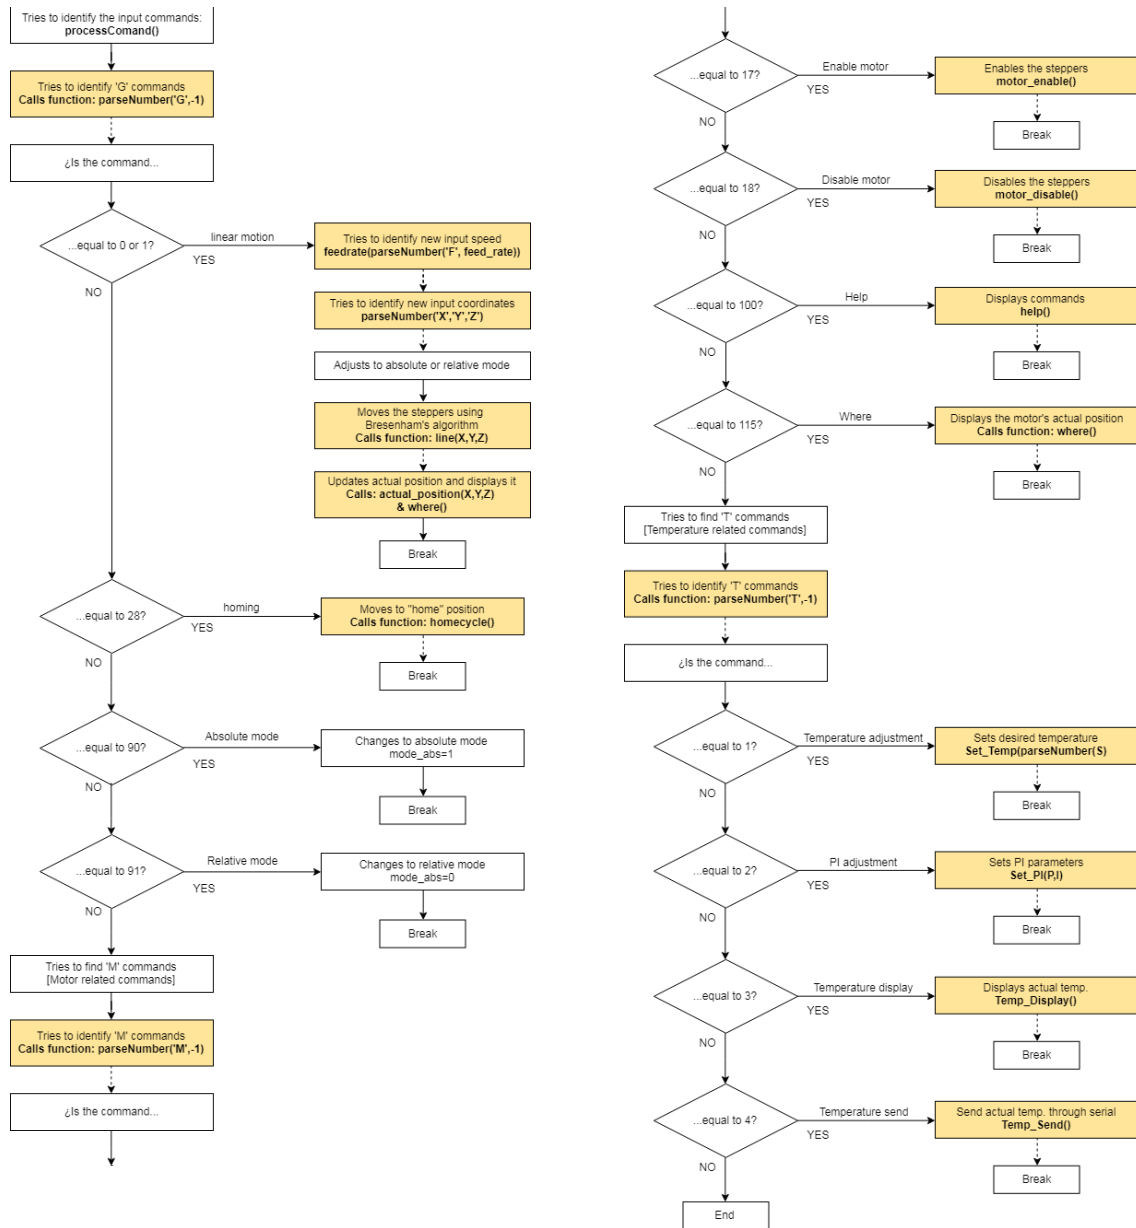 Tries to identify the input commands:
processComand()
Tries to identify 'G' commands
Calls function: parseNumber('G',-1)
¿Is the command...
...equal to 0 or 1?
linear motion
YES
NO
Tries to identify new input speed
feedrate(parseNumber('F', feed_rate))
Tries to identify new input coordinates
parseNumber('X','Y','Z')
Adjusts to absolute or relative mode
Moves the steppers using
Bresenham's algorithm
Calls function: line(X,Y,Z)
Updates actual position and displays it
Calls: actual_position(X,Y,Z)
& where()
Break
...equal to 28?
homing
YES
NO
Moves to "home" position
Calls function: homecycle()
Break
...equal to 90?
Absolute mode
YES
NO
Changes to absolute mode
mode_abs=1
Break
...equal to 91?
Relative mode
YES
NO
Changes to relative mode
mode_abs=0
Break
Tries to find 'M' commands
[Motor related commands]
Tries to identify 'M' commands
Calls function: parseNumber('M',-1)
¿Is the command...
...equal to 17?
Enable motor
YES
NO
Enables the steppers
motor_enable()
Break
...equal to 18?
Disable motor
YES
NO
Disables the steppers
motor_disable()
Break
...equal to 100?
Help
YES
NO
Displays commands
help()
Break
...equal to 115?
Where
YES
NO
Displays the motor's actual position
Calls function: where()
Break
Tries to find 'T' commands
[Temperature related commands]
Tries to identify 'T' commands
Calls function: parseNumber('T',-1)
¿Is the command...
...equal to 1?
Temperature adjustment
YES
NO
Sets desired temperature
Set_Temp(parseNumber(S)
Break
...equal to 2?
PI adjustment
YES
NO
Sets PI parameters
Set_PI(P,I)
Break
...equal to 3?
Temperature display
YES
NO
Displays actual temp.
Temp_Display()
Break
...equal to 4?
Temperature send
YES
NO
Send actual temp. through serial
Temp_Send()
Break
End